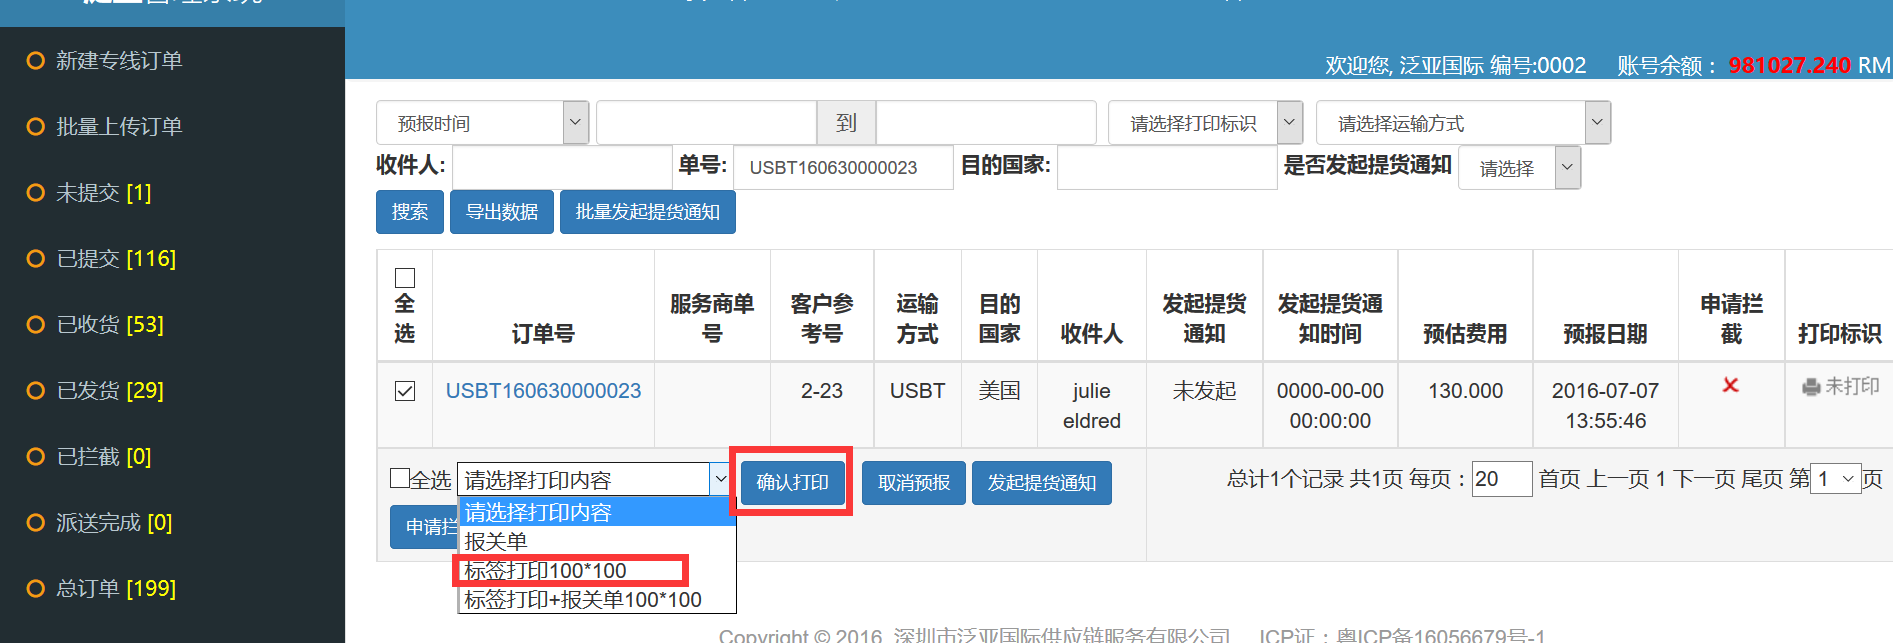 新建专线订单
批量上传订单
未提交 [1]
已提交 [116]
已收货 [53]
已发货 [29]
已拦截 [0]
派送完成 [0]
总订单 [199]
欢迎您, 泛亚国际 编号:0002 账号余额： 981027.240 RM
预报时间 到 请选择打印标识 请选择运输方式
收件人: 单号: USBT160630000023 目的国家: 是否发起提货通知 请选择
搜索 导出数据 批量发起提货通知
全选 订单号 服务商单号 客户参考号 运输方式 目的国家 收件人 发起提货通知 发起提货通知时间 预估费用 预报日期 申请拦截 打印标识
USBT160630000023 2-23 USBT 美国 julie eldred 未发起 0000-00-00 00:00:00 130.000 2016-07-07 13:55:46 未打印
全选 请选择打印内容 确认打印 取消预报 发起提货通知 总计1个记录 共1页 每页：20 首页 上一页 1 下一页 尾页 第 1 页
申请拦
请选择打印内容
报关单
标签打印100*100
标签打印+报关单100*100
Copyright © 2016 深圳市泛亚国际供应链服务有限公司 ICP证：粤ICP备16056679号-1